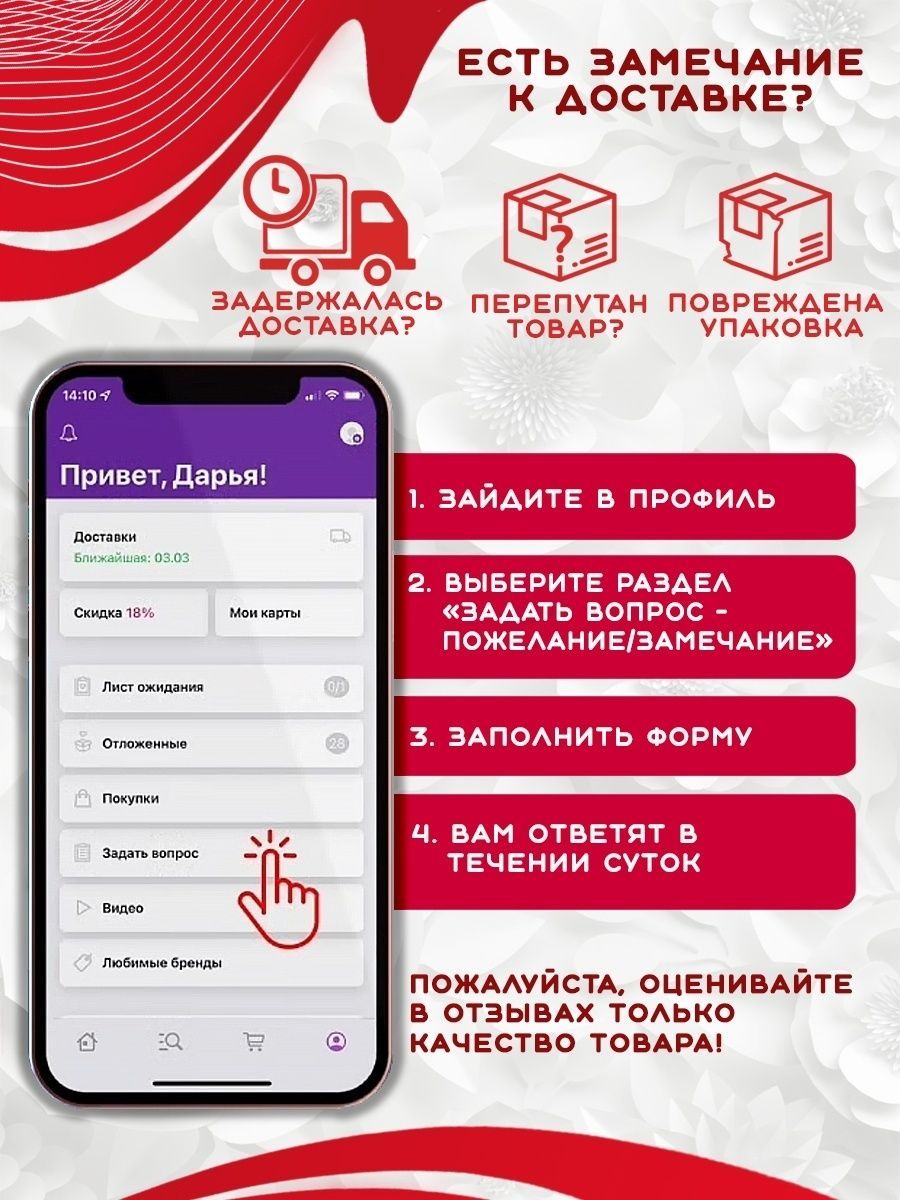 ЕСТЬ ЗАМЕЧАНИЕ
К ДОСТАВКЕ?
ЗАДЕРЖАЛАСЬ
ДОСТАВКА?
ПЕРЕПУТАН
ТОВАР?
ПОВРЕЖДЕНА
УПАКОВКА
14:10
Привет, Дарья!
Доставки
Ближайшая: 03.03
Скидка 18%
Мои карты
Лист ожидания
0/1
Отложенные
28
Покупки
Задать вопрос
Видео
Любимые бренды
1. ЗАЙДИТЕ В ПРОФИЛЬ
2. ВЫБЕРИТЕ РАЗДЕЛ
«ЗАДАТЬ ВОПРОС –
ПОЖЕЛАНИЕ/ЗАМЕЧАНИЕ»
3. ЗАПОЛНИТЬ ФОРМУ
4. ВАМ ОТВЕТЯТ В
ТЕЧЕНИИ СУТОК
ПОЖАЛУЙСТА, ОЦЕНИВАЙТЕ
В ОТЗЫВАХ ТОЛЬКО
КАЧЕСТВО ТОВАРА!